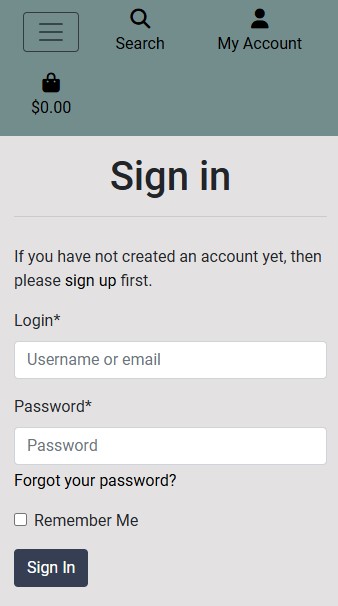 Search
My Account
$0.00
Sign in
If you have not created an account yet, then
please sign up first.
Login*
Username or email
Password*
Password
Forgot your password?
Remember Me
Sign In